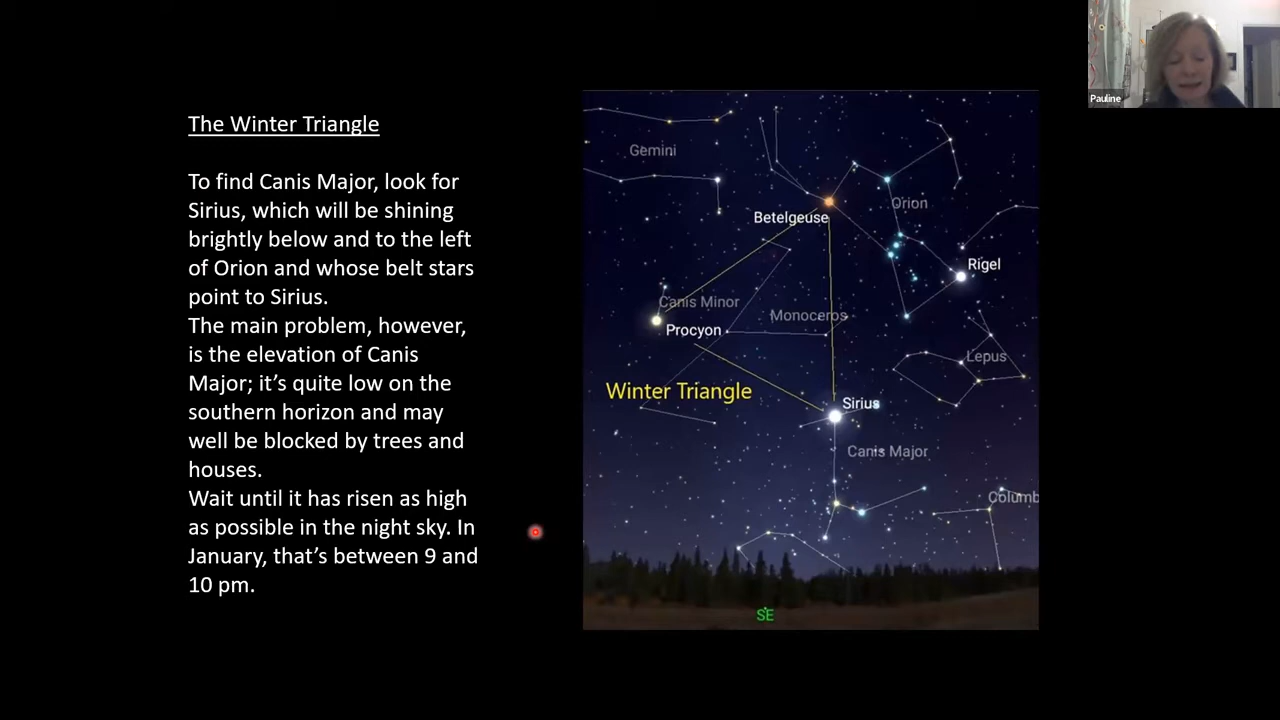 The Winter Triangle
To find Canis Major, look for
Sirius, which will be shining
brightly below and to the left
of Orion and whose belt stars
point to Sirius.
The main problem, however,
is the elevation of Canis
Major; it's quite low on the
southern horizon and may
well be blocked by trees and
houses.
Wait until it has risen as high
as possible in the night sky. In
January, that's between 9 and
10 pm.
Gemini
Betelgeuse
Orion
Rigel
Canis Minor
Procyon
Monoceros
Lepus
Winter Triangle
Sirius
Canis Major
Columb
SE
Pauline